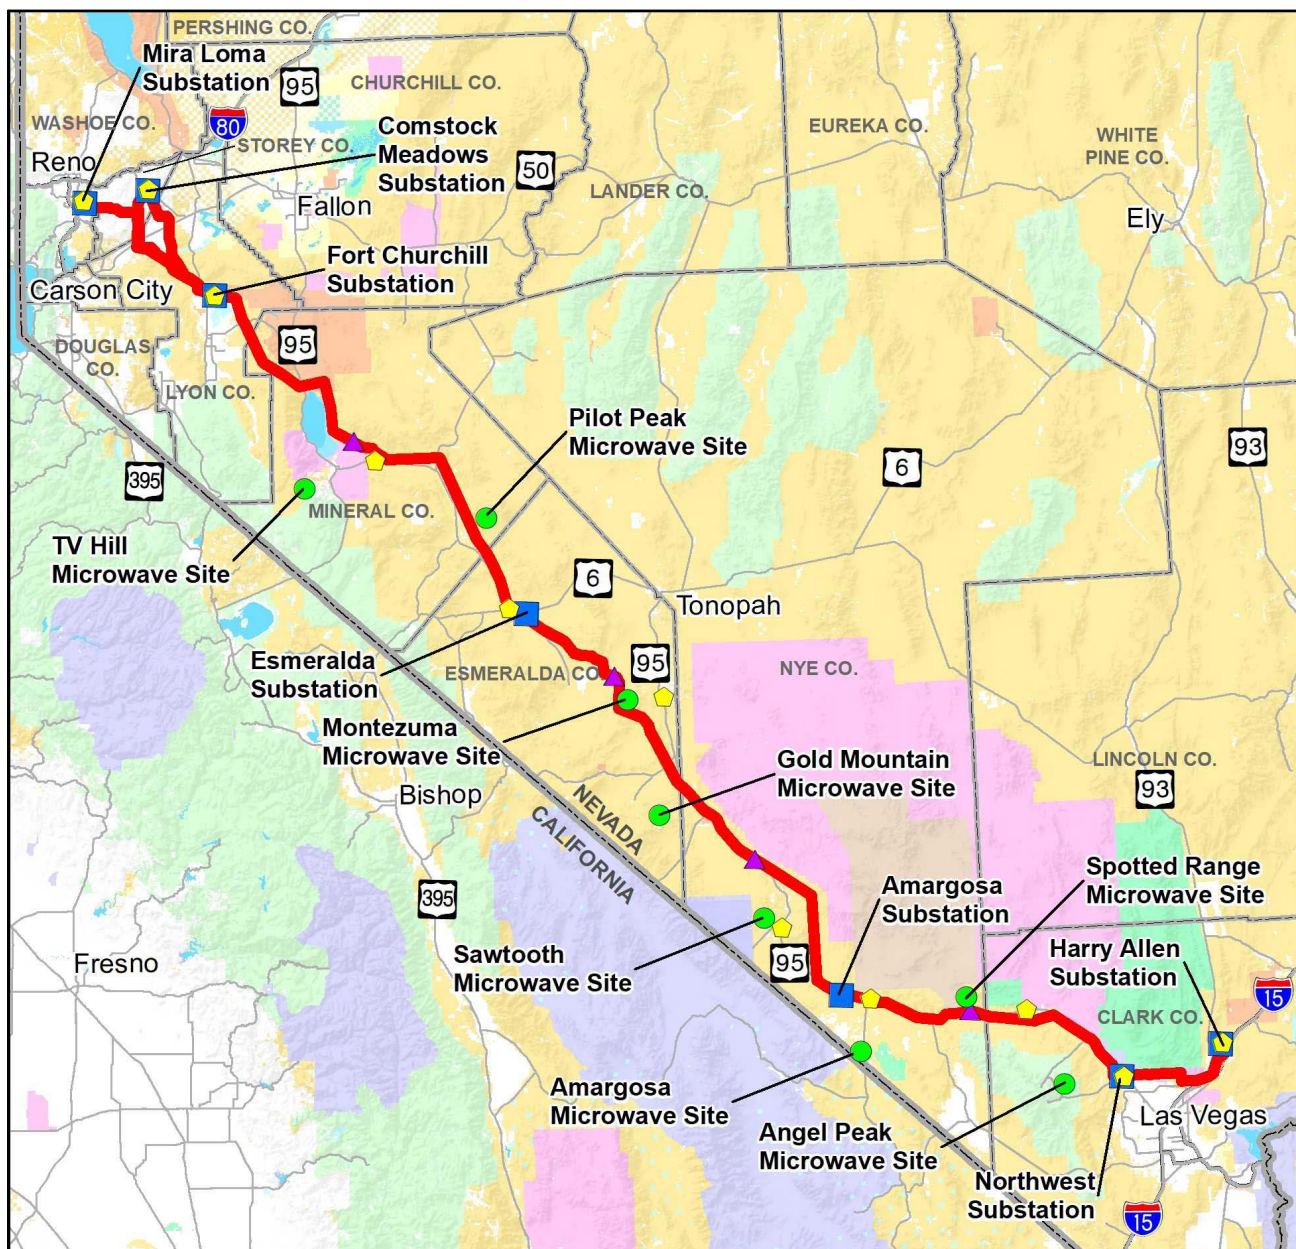 PERSHING CO.
Mira Loma
Substation
95
CHURCHILL CO.
WASHOE CO.
80
STOREY CO.
Comstock
Meadows
Substation
EUREKA CO.
WHITE
PINE CO.
Reno
50
LANDER CO.
Fallon
Ely
Fort Churchill
Substation
Carson City
95
DOUGLAS
CO.
LYON CO.
Pilot Peak
Microwave Site
93
6
395
MINERAL CO.
TV Hill
Microwave Site
6
Tonopah
Esmeralda
Substation
ESMERALDA CO.
95
NYE CO.
Montezuma
Microwave Site
Gold Mountain
Microwave Site
LINCOLN CO.
93
Bishop
NEVADA
CALIFORNIA
395
Amargosa
Substation
Spotted Range
Microwave Site
Fresno
Sawtooth
Microwave Site
95
Harry Allen
Substation
15
CLARK CO.
Amargosa
Microwave Site
Angel Peak
Microwave Site
Las Vegas
Northwest
Substation
15